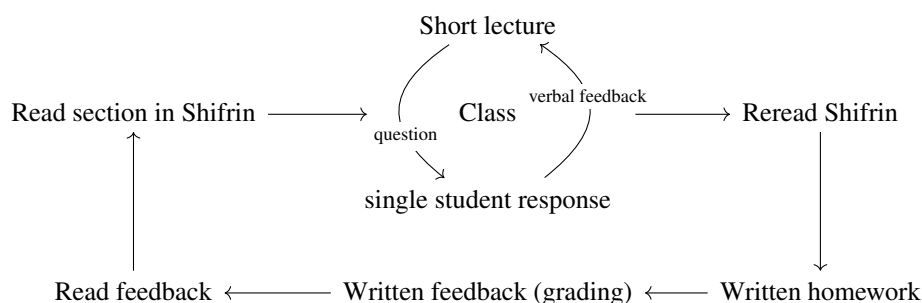 Short lecture
Read section in Shifrin
Class
verbal feedback
Reread Shifrin
question
single student response
Read feedback
Written feedback (grading)
Written homework